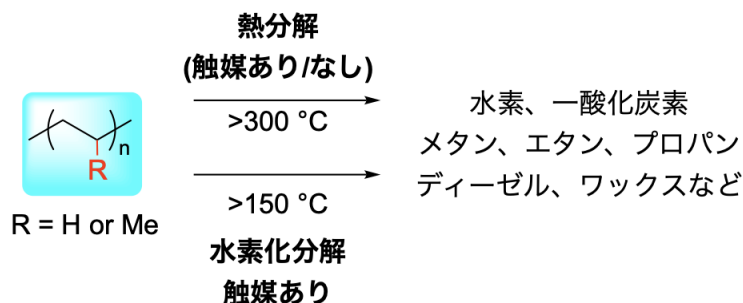 熱分解
(触媒あり/なし)
>300 °C
n
R
R = H or Me
>150 °C
水素化分解
触媒あり
水素、一酸化炭素
メタン、エタン、プロパン
ディーゼル、ワックスなど